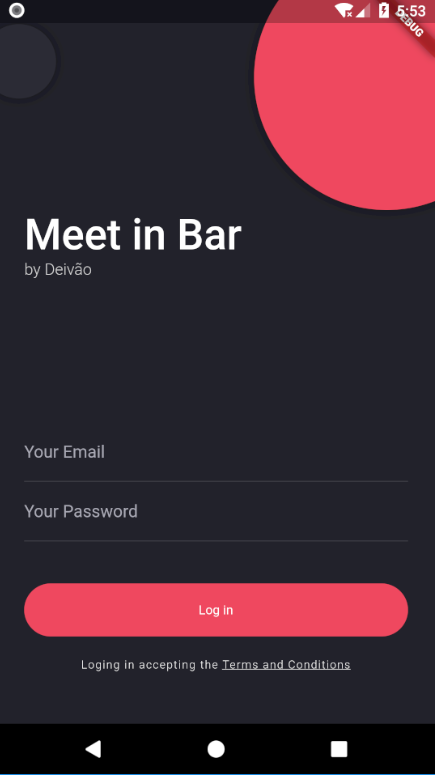 5:53
DEBUG
Meet in Bar
by Deivão
Your Email
Your Password
Log in
Loging in accepting the Terms and Conditions